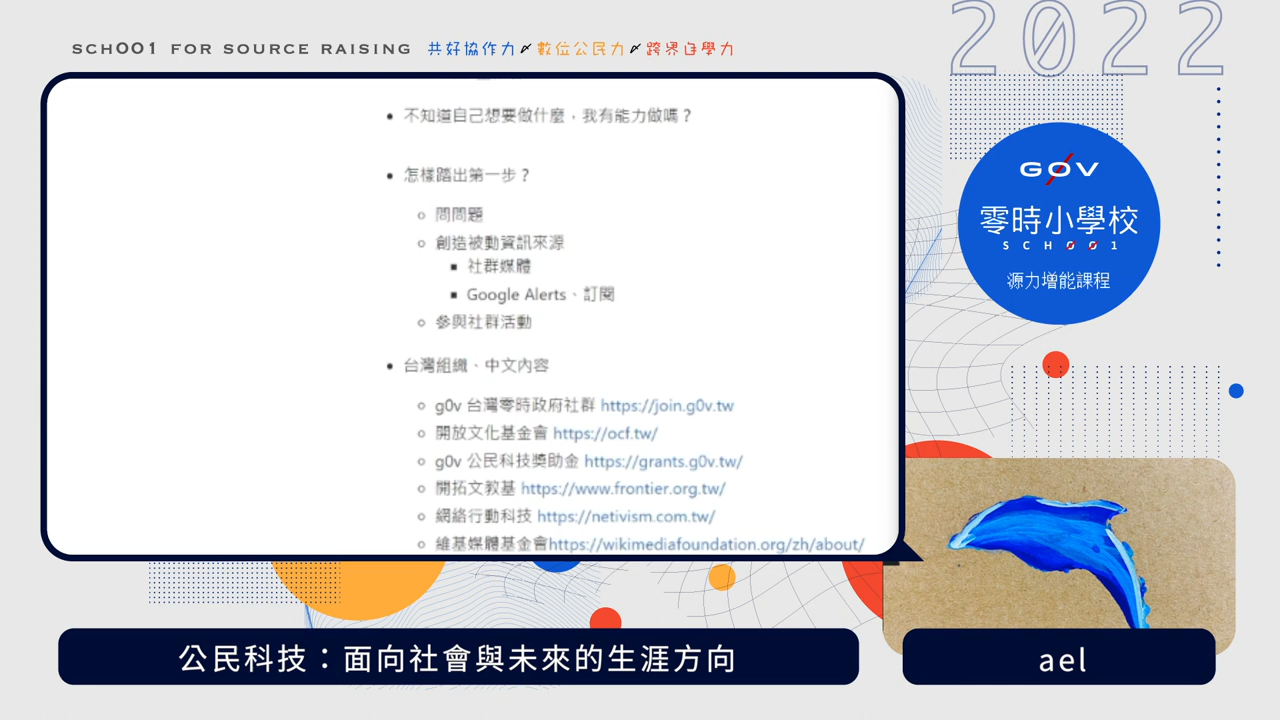 2022
SCHOO1 FOR SOURCE RAISING 共好協作力 數位公民力 跨界自學力
不知道自己想要做什麼，我有能力做嗎？
怎樣踏出第一步？
問問題
創造被動資訊來源
社群媒體
Google Alerts、訂閱
參與社群活動
台灣組織、中文內容
g0v 台灣零時政府社群 https://join.g0v.tw
開放文化基金會 https://ocf.tw/
g0v 公民科技獎助金 https://grants.g0v.tw/
開拓文教基 https://www.frontier.org.tw/
網絡行動科技 https://netivism.com.tw/
維基媒體基金會https://wikimediafoundation.org/zh/about/
G0V
零時小學校
SCH001
源力增能課程
公民科技：面向社會與未來的生涯方向
ael